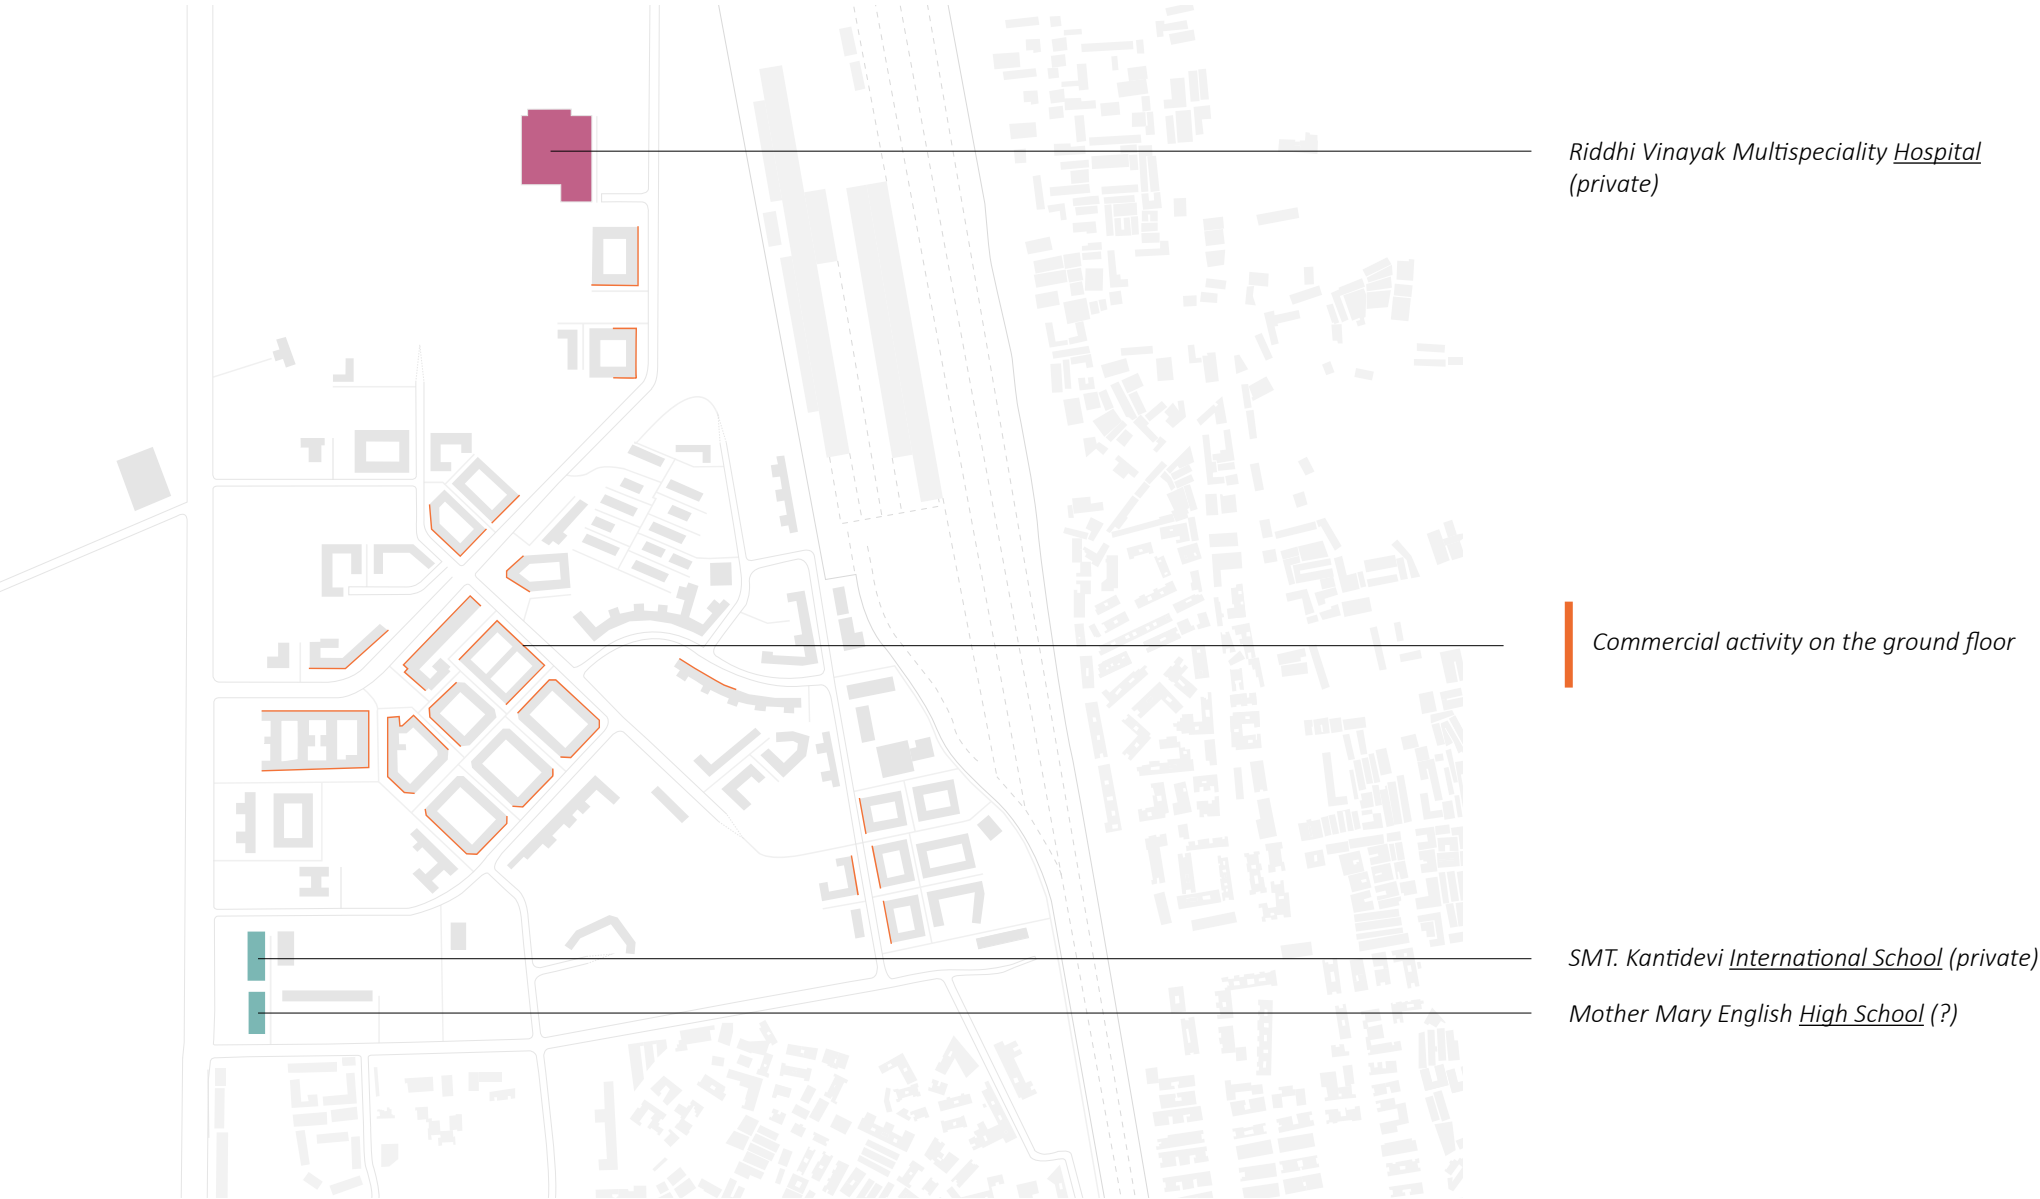 Riddhi Vinayak Multispeciality Hospital
(private)
Commercial activity on the ground floor
SMT. Kantidevi International School (private)
Mother Mary English High School (?)